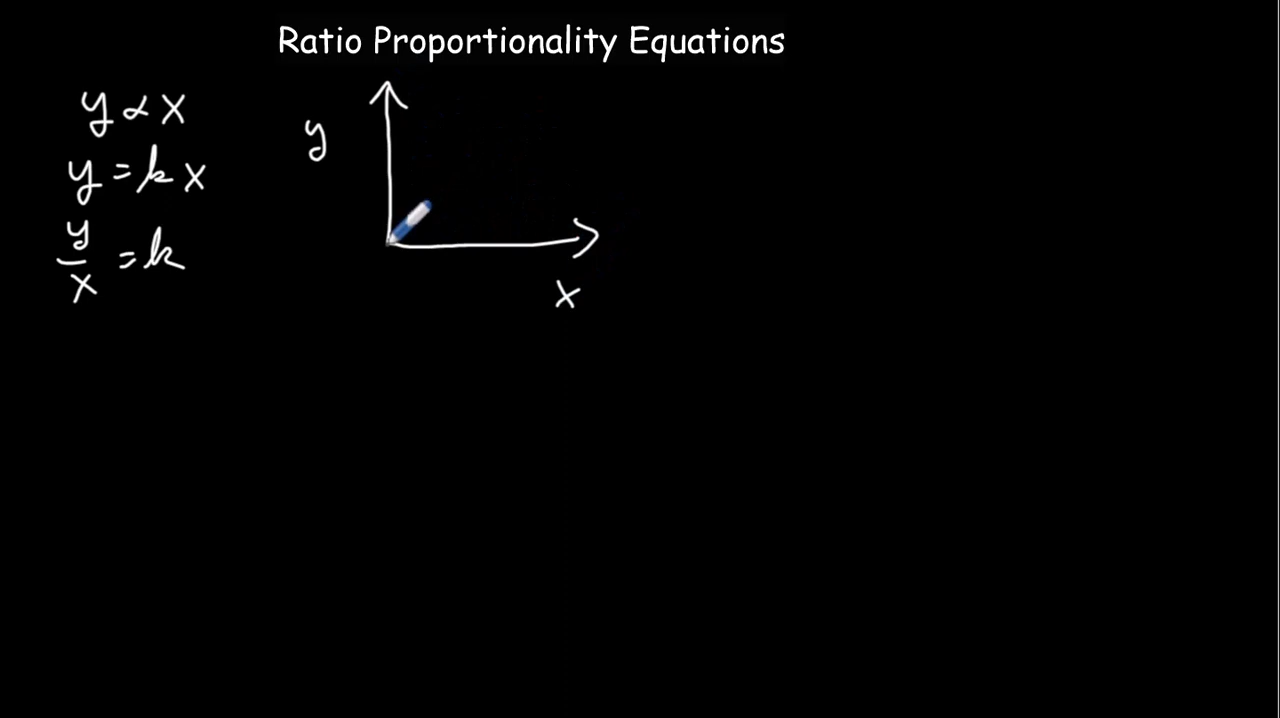 Ratio Proportionality Equations
y ∝ x
y = k x
y/x = k
y
x